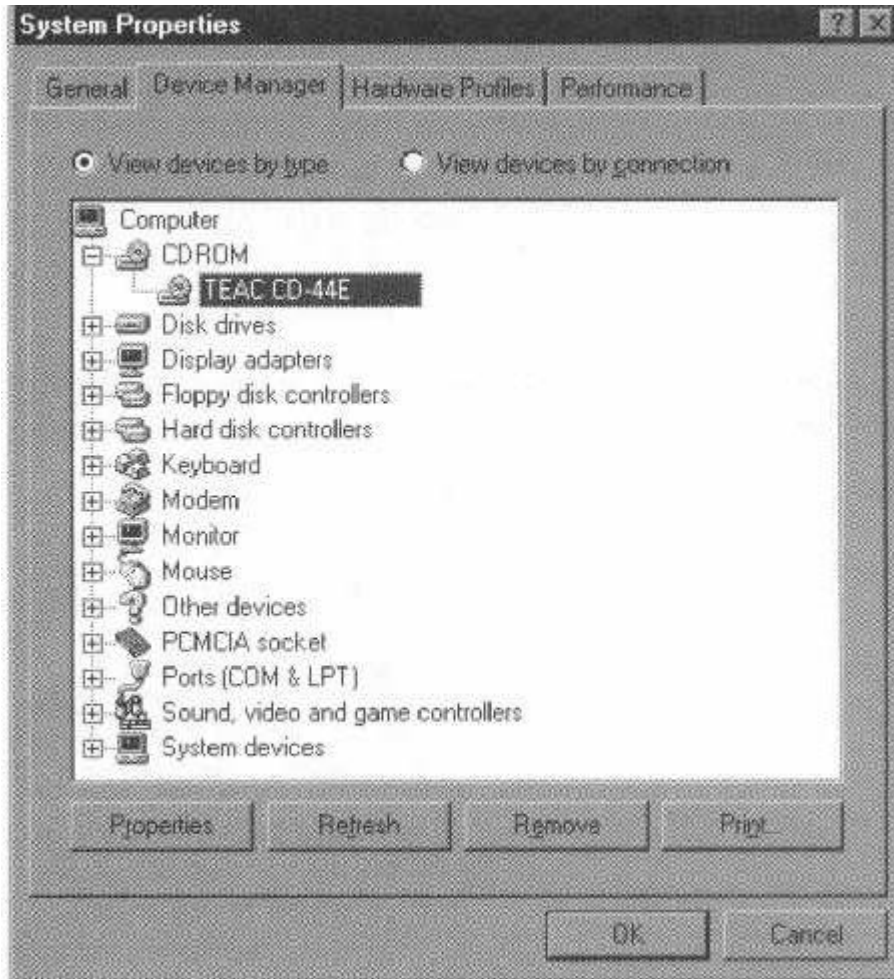 System Properties
General Device Manager Hardware Profiles Performance
View devices by type View devices by connection
Computer
CDROM
TEAC CD-44E
Disk drives
Display adapters
Floppy disk controllers
Hard disk controllers
Keyboard
Modem
Monitor
Mouse
Other devices
PCMCIA socket
Ports (COM & LPT)
Sound, video and game controllers
System devices
Properties Refresh Remove Print...
OK Cancel